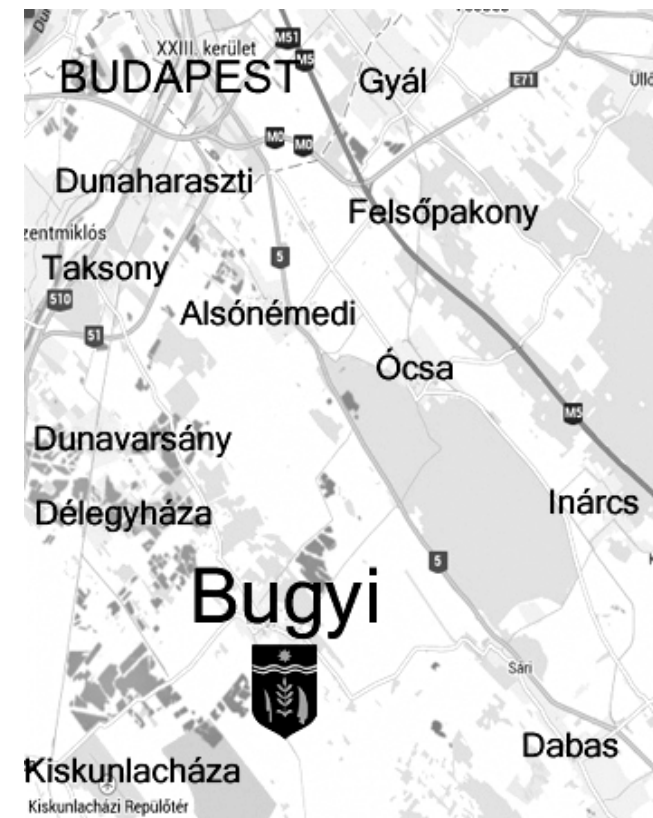 M51
XXIII. kerület
M5
BUDAPEST
Gyál
E71
M0
M0
Dunaharaszti
Felsőpakony
zentmiklós
5
Taksony
510
Alsónémedi
51
Ócsa
M5
Dunavarsány
Inárcs
Délegyháza
5
Bugyi
Sári
Dabas
Kiskunlacháza
Kiskunlacházi Repülőtér